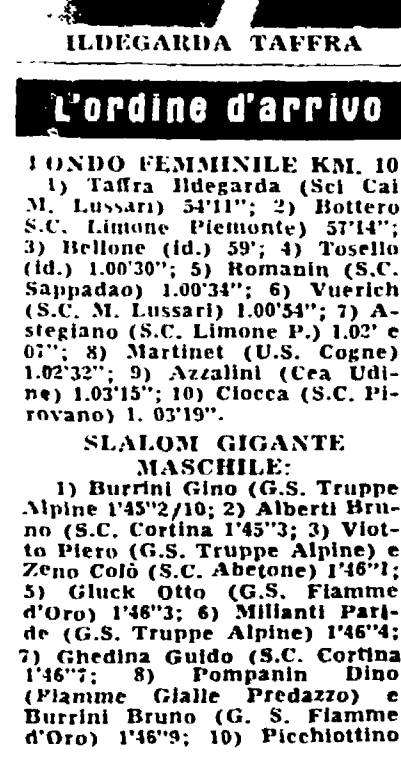 ILDEGARDA TAFFRA
L'ordine d'arrivo
FONDO FEMMINILE KM. 10
1) Taffra Ildegarda (Sci Cai
M. Lussari) 54'11"; 2) Bottero
S.C. Limone Piemonte) 57'14";
3) Bellone (id.) 59'; 4) Tosello
(id.) 1.00'30"; 5) Romanin (S.C.
Sappadao) 1.00'34"; 6) Vuerich
(S.C. M. Lussari) 1.00'54"; 7) A-
stegiano (S.C. Limone P.) 1.02' e
07"; 8) Martinet (U.S. Cogne)
1.02'32"; 9) Azzalini (Cea Udi-
ne) 1.03'15"; 10) Ciocca (S.C. Pi-
rovano) 1. 03'19".
SLALOM GIGANTE
MASCHILE:
1) Burrini Gino (G.S. Truppe
Alpine 1'45"2/10; 2) Alberti Bru-
no (S.C. Cortina 1'45"3; 3) Viot-
to Piero (G.S. Truppe Alpine) e
Zeno Colò (S.C. Abetone) 1'46"1;
5) Gluck Otto (G.S. Fiamme
d'Oro) 1'46"3; 6) Milianti Pari-
de (G.S. Truppe Alpine) 1'46"4;
7) Ghedina Guido (S.C. Cortina
1'46"7; 8) Pompanin Dino
(Fiamme Gialle Predazzo) e
Burrini Bruno (G. S. Fiamme
d'Oro) 1'46"9; 10) Picchiottino